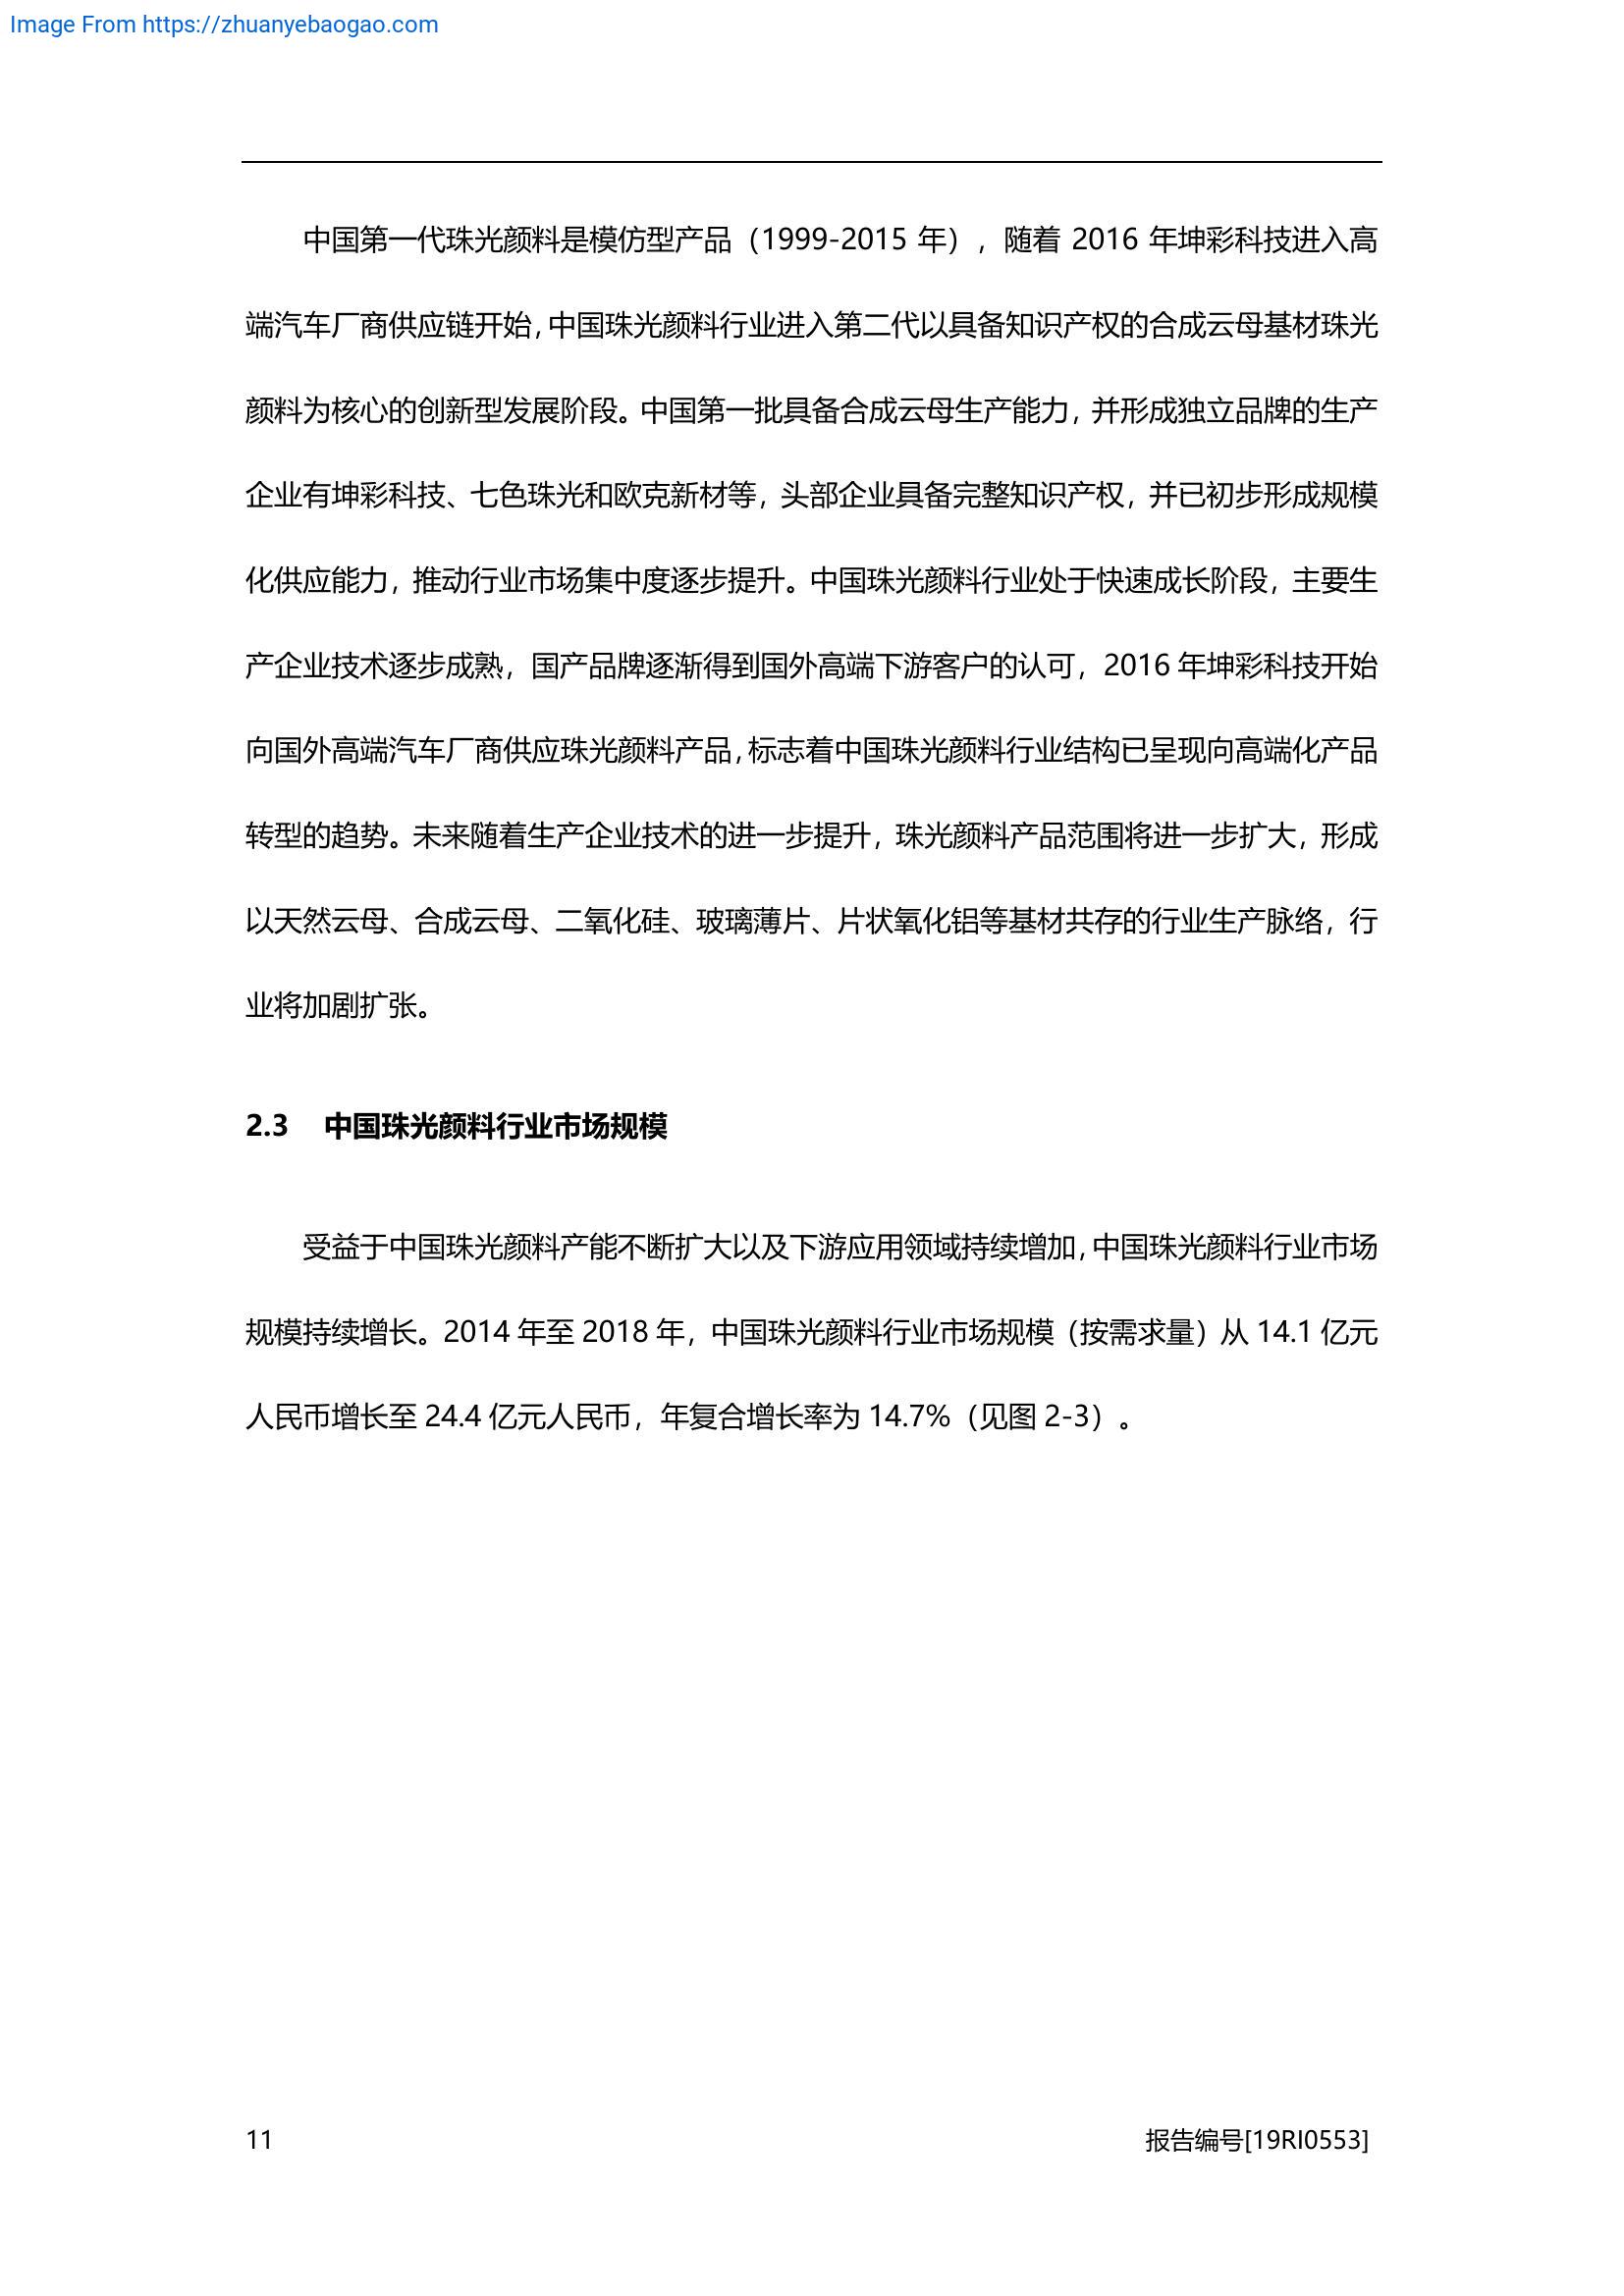 Image From https://zhuanyebaogao.com
中国第一代珠光颜料是模仿型产品（1999-2015 年），随着 2016 年坤彩科技进入高
端汽车厂商供应链开始，中国珠光颜料行业进入第二代以具备知识产权的合成云母基材珠光
颜料为核心的创新型发展阶段。中国第一批具备合成云母生产能力，并形成独立品牌的生产
企业有坤彩科技、七色珠光和欧克新材等，头部企业具备完整知识产权，并已初步形成规模
化供应能力，推动行业市场集中度逐步提升。中国珠光颜料行业处于快速成长阶段，主要生
产企业技术逐步成熟，国产品牌逐渐得到国外高端下游客户的认可，2016 年坤彩科技开始
向国外高端汽车厂商供应珠光颜料产品，标志着中国珠光颜料行业结构已呈现向高端化产品
转型的趋势。未来随着生产企业技术的进一步提升，珠光颜料产品范围将进一步扩大，形成
以天然云母、合成云母、二氧化硅、玻璃薄片、片状氧化铝等基材共存的行业生产脉络，行
业将加剧扩张。
2.3 中国珠光颜料行业市场规模
受益于中国珠光颜料产能不断扩大以及下游应用领域持续增加，中国珠光颜料行业市场
规模持续增长。2014 年至 2018 年，中国珠光颜料行业市场规模（按需求量）从 14.1 亿元
人民币增长至 24.4 亿元人民币，年复合增长率为 14.7%（见图 2-3）。
11 报告编号[19RI0553]